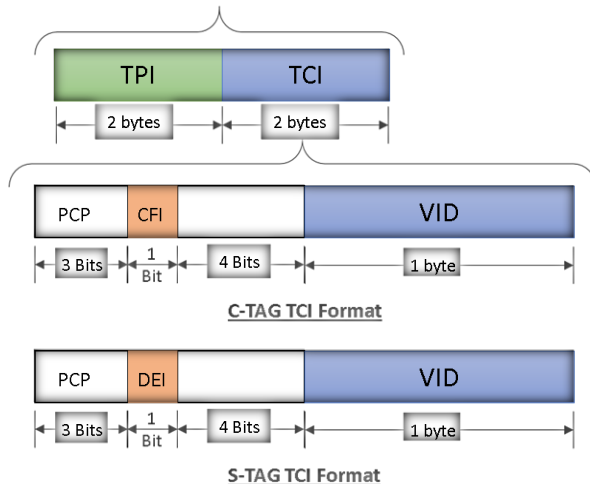 TPI TCI
2 bytes 2 bytes
PCP CFI VID
3 Bits 1 Bit 4 Bits 1 byte
C-TAG TCI Format
PCP DEI VID
3 Bits 1 Bit 4 Bits 1 byte
S-TAG TCI Format